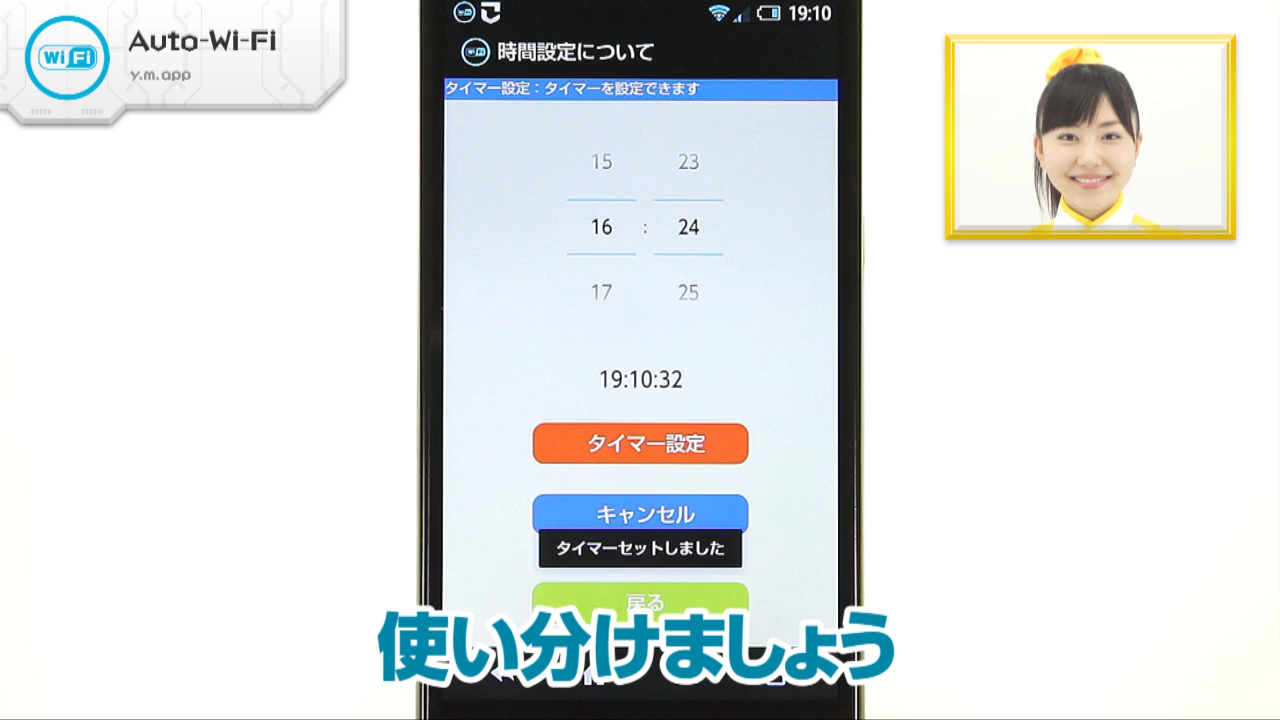 Wi Fi
Auto-Wi-Fi
y.m.app
19:10
時間設定について
タイマー設定:タイマーを設定できます
15 23
16 : 24
17 25
19:10:32
タイマー設定
キャンセル
タイマーセットしました
戻る
使い分けましょう